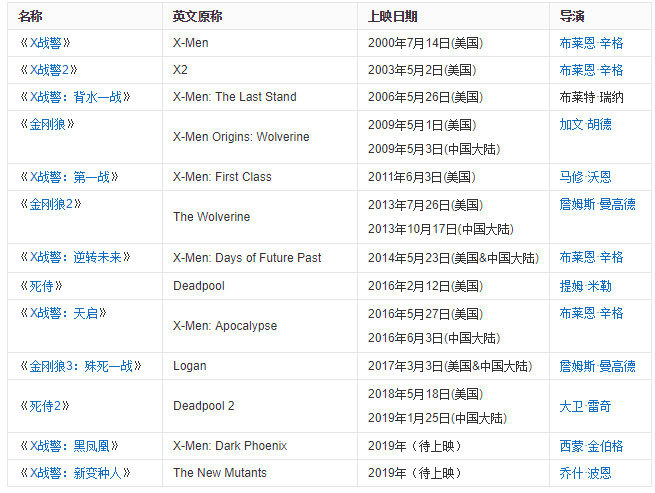 名称 英文原称 上映日期 导演
《X战警》 X-Men 2000年7月14日(美国) 布莱恩·辛格
《X战警2》 X2 2003年5月2日(美国) 布莱恩·辛格
《X战警：背水一战》 X-Men: The Last Stand 2006年5月26日(美国) 布莱特·瑞纳
《金刚狼》 X-Men Origins: Wolverine 2009年5月1日(美国) 加文·胡德
2009年5月3日(中国大陆)
《X战警：第一战》 X-Men: First Class 2011年6月3日(美国) 马修·沃恩
《金刚狼2》 The Wolverine 2013年7月26日(美国) 詹姆斯·曼高德
2013年10月17日(中国大陆)
《X战警：逆转未来》 X-Men: Days of Future Past 2014年5月23日(美国&中国大陆) 布莱恩·辛格
《死侍》 Deadpool 2016年2月12日(美国) 提姆·米勒
《X战警：天启》 X-Men: Apocalypse 2016年5月27日(美国) 布莱恩·辛格
2016年6月3日(中国大陆)
《金刚狼3：殊死一战》 Logan 2017年3月3日(美国&中国大陆) 詹姆斯·曼高德
《死侍2》 Deadpool 2 2018年5月18日(美国) 大卫·雷奇
2019年1月25日(中国大陆)
《X战警：黑凤凰》 X-Men: Dark Phoenix 2019年（待上映） 西蒙·金伯格
《X战警：新变种人》 The New Mutants 2019年（待上映） 乔什·波恩